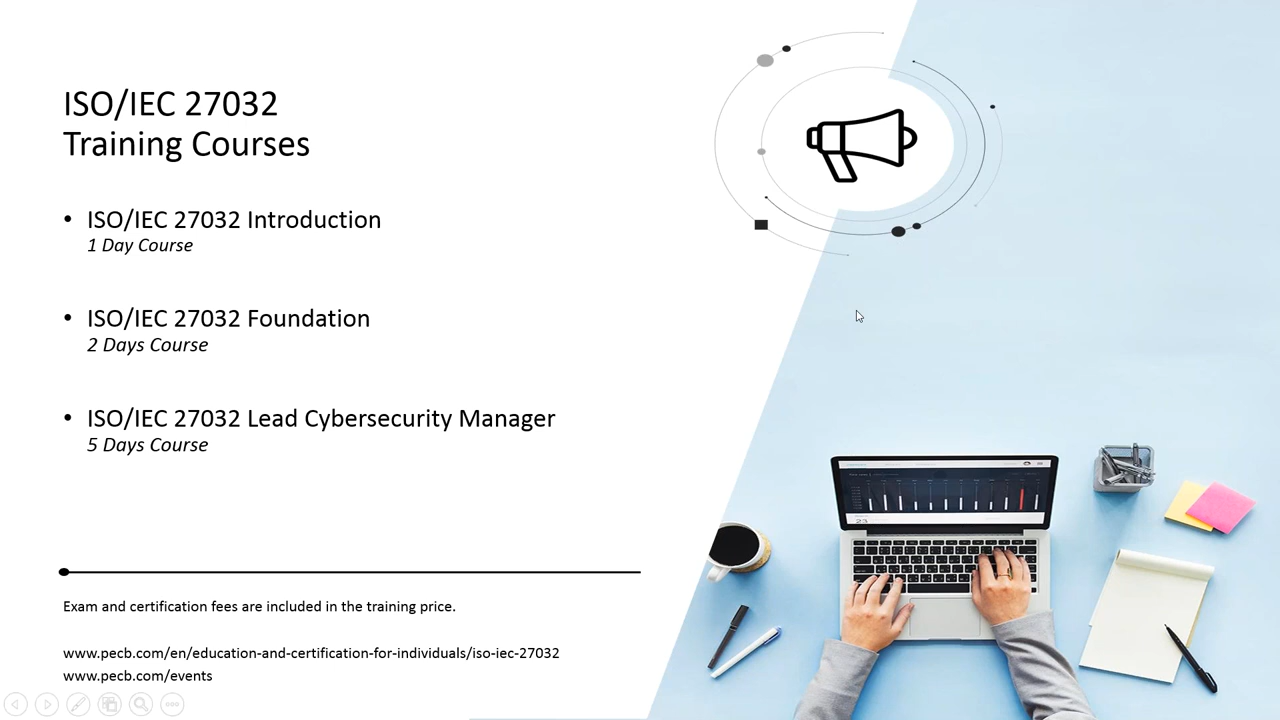 ISO/IEC 27032
Training Courses
• ISO/IEC 27032 Introduction
1 Day Course
• ISO/IEC 27032 Foundation
2 Days Course
• ISO/IEC 27032 Lead Cybersecurity Manager
5 Days Course
23
Exam and certification fees are included in the training price.
www.pecb.com/en/education-and-certification-for-individuals/iso-iec-27032
www.pecb.com/events